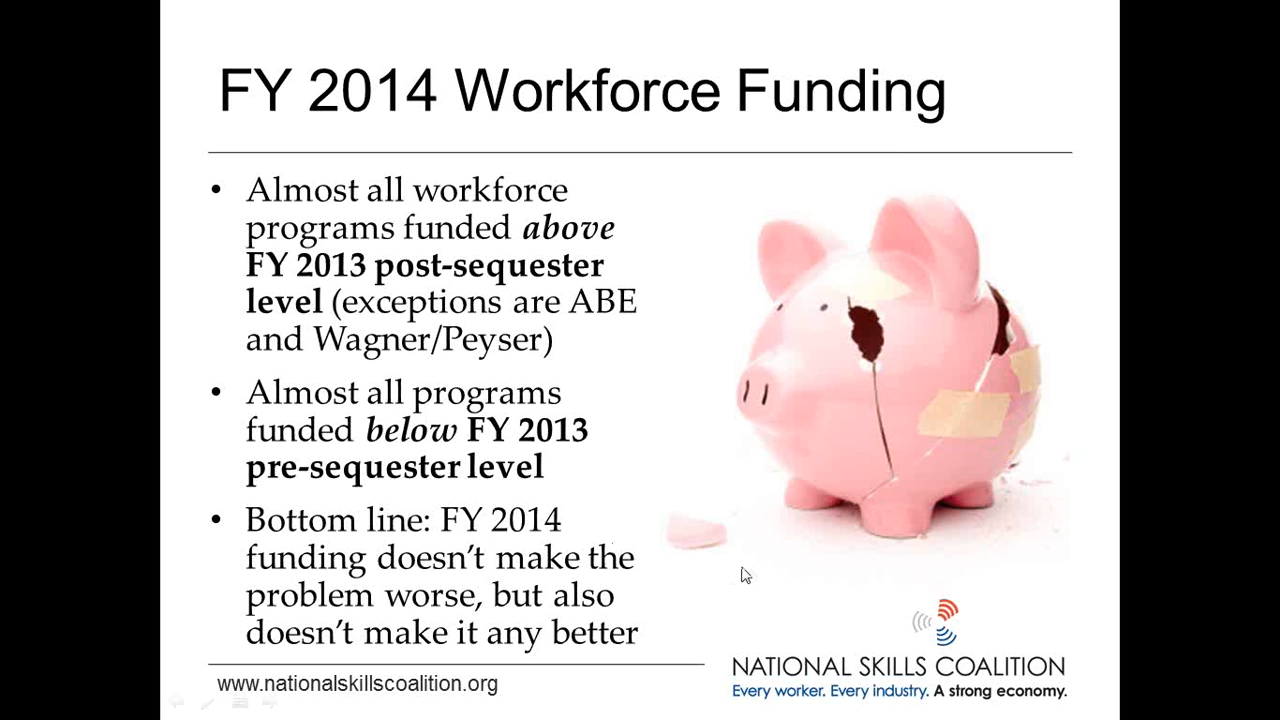 FY 2014 Workforce Funding
• Almost all workforce
programs funded above
FY 2013 post-sequester
level (exceptions are ABE
and Wagner/Peyser)
• Almost all programs
funded below FY 2013
pre-sequester level
• Bottom line: FY 2014
funding doesn’t make the
problem worse, but also
doesn’t make it any better
NATIONAL SKILLS COALITION
Every worker. Every industry. A strong economy.
www.nationalskillscoalition.org